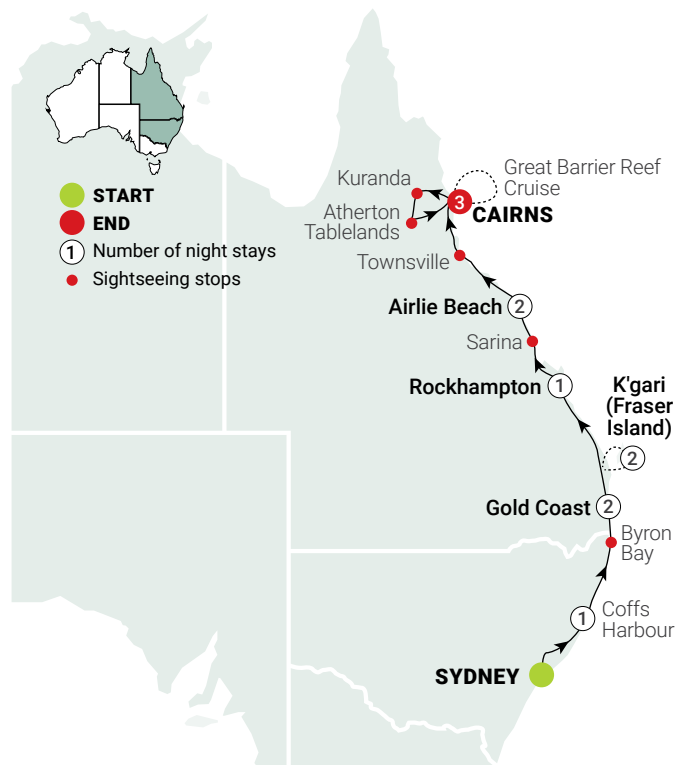 START
END
1 Number of night stays
Sightseeing stops
Great Barrier Reef
Cruise
Kuranda
3
CAIRNS
Atherton
Tablelands
Townsville
Airlie Beach 2
Sarina
Rockhampton 1
K'gari
(Fraser
Island)
2
Gold Coast 2
Byron
Bay
1
Coffs
Harbour
SYDNEY